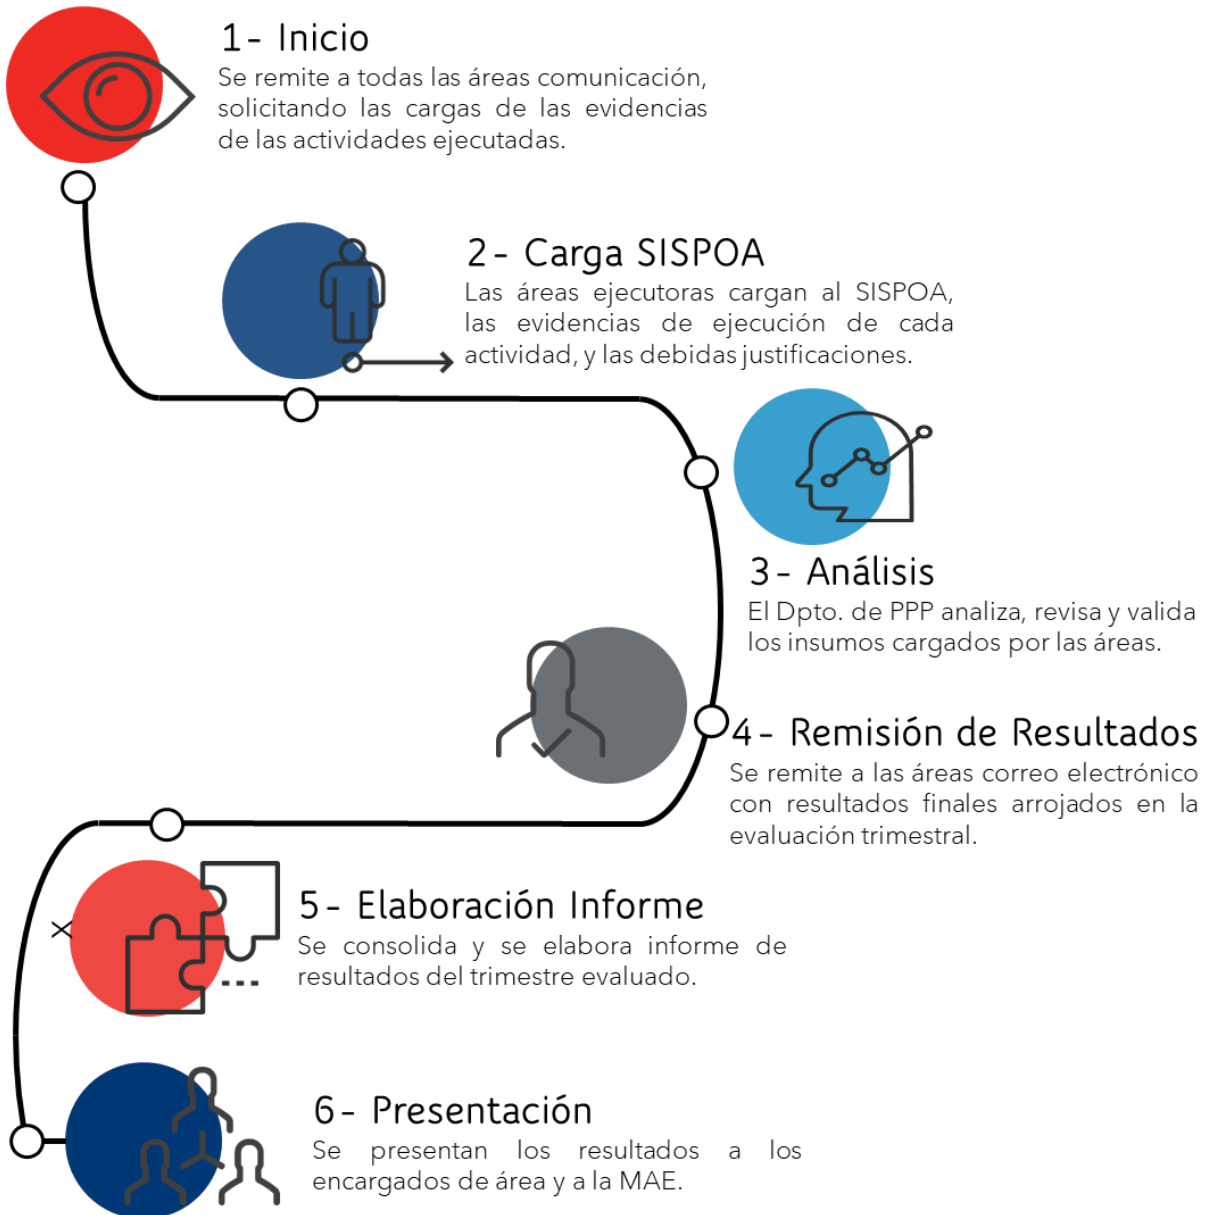 1- Inicio
Se remite a todas las áreas comunicación,
solicitando las cargas de las evidencias
de las actividades ejecutadas.
2- Carga SISPOA
Las áreas ejecutoras cargan al SISPOA,
las evidencias de ejecución de cada
actividad, y las debidas justificaciones.
3- Análisis
El Dpto. de PPP analiza, revisa y valida
los insumos cargados por las áreas.
4- Remisión de Resultados
Se remite a las áreas correo electrónico
con resultados finales arrojados en la
evaluación trimestral.
5- Elaboración Informe
Se consolida y se elabora informe de
resultados del trimestre evaluado.
6- Presentación
Se presentan los resultados a los
encargados de área y a la MAE.